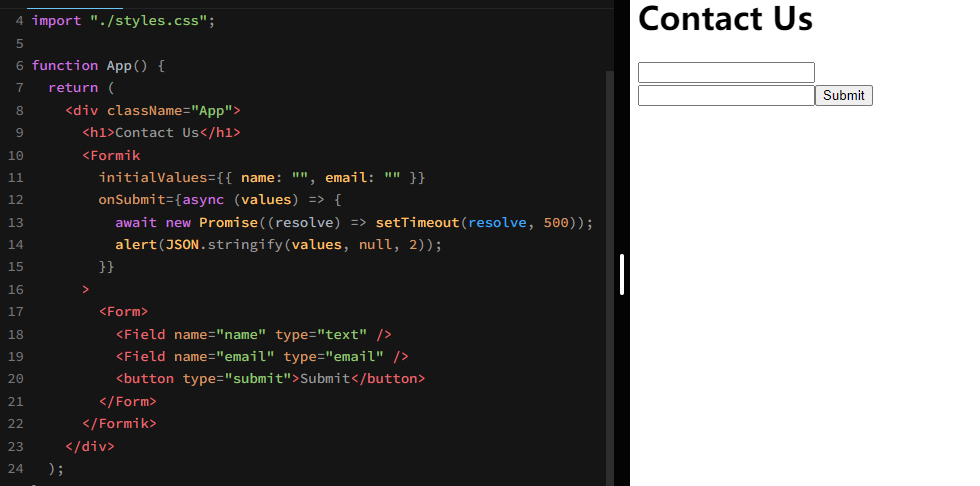 4 import "./styles.css";
5
6 function App() {
7   return (
8     <div className="App">
9       <h1>Contact Us</h1>
10       <Formik
11         initialValues={{ name: "", email: "" }}
12         onSubmit={async (values) => {
13           await new Promise((resolve) => setTimeout(resolve, 500));
14           alert(JSON.stringify(values, null, 2));
15         }}
16       >
17         <Form>
18           <Field name="name" type="text" />
19           <Field name="email" type="email" />
20           <button type="submit">Submit</button>
21         </Form>
22       </Formik>
23     </div>
24   );
Contact Us
Submit